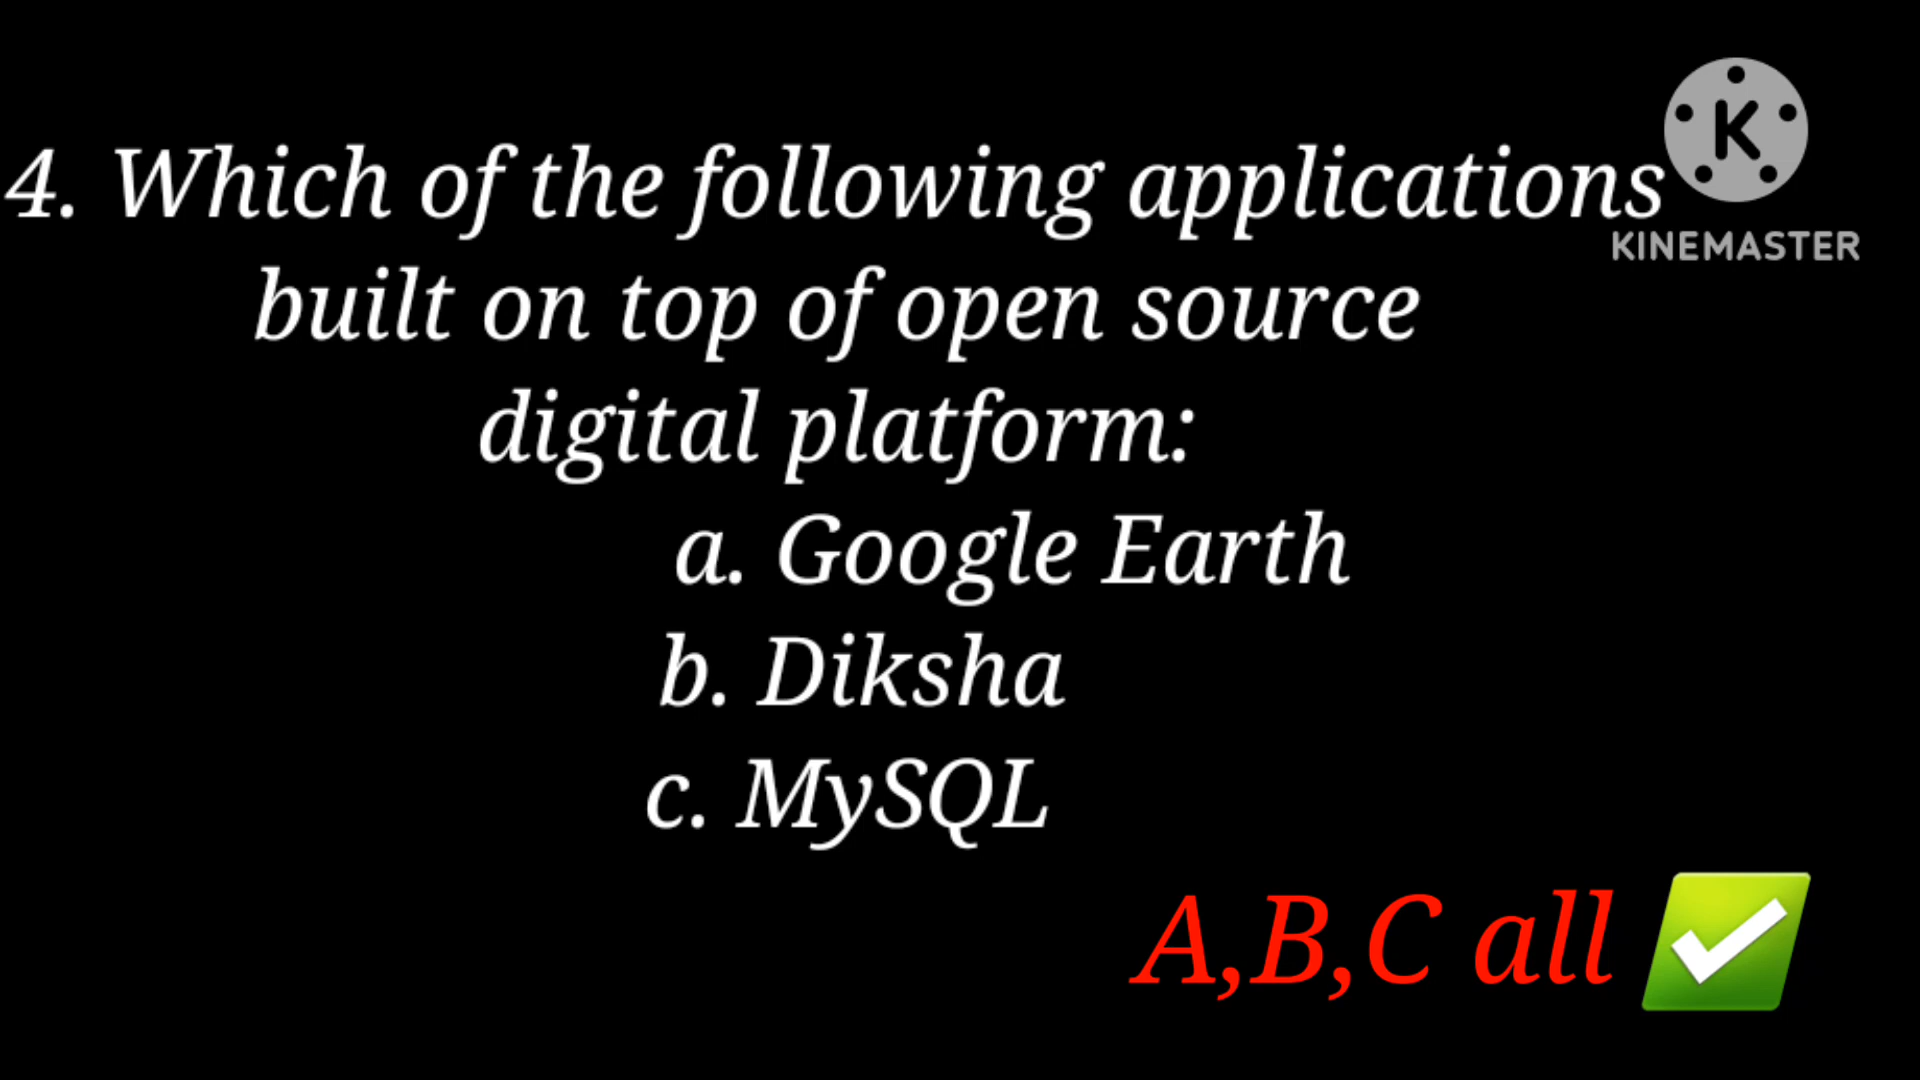 4. Which of the following applications
KINEMASTER
built on top of open source
digital platform:
a. Google Earth
b. Diksha
c. MySQL
A,B,C all